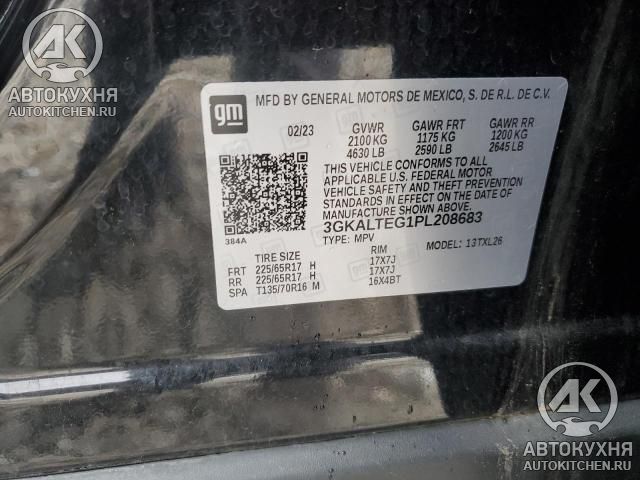 AK
АВТОКУХНЯ
AUTOKITCHEN.RU
gm MFD BY GENERAL MOTORS DE MEXICO, S. DE R.L. DE C.V.
02/23 GVWR GAWR FRT GAWR RR
2100 KG 1175 KG 1200 KG
4630 LB 2590 LB 2645 LB
THIS VEHICLE CONFORMS TO ALL
APPLICABLE U.S. FEDERAL MOTOR
VEHICLE SAFETY AND THEFT PREVENTION
STANDARDS IN EFFECT ON THE DATE OF
MANUFACTURE SHOWN ABOVE.
3GKALTEG1PL208683
384A TYPE: MPV MODEL: 13TXL26
TIRE SIZE RIM
FRT 225/65R17 H 17X7J
RR 225/65R17 H 17X7J
SPA T135/70R16 M 16X4BT
AK
АВТОКУХНЯ
AUTOKITCHEN.RU